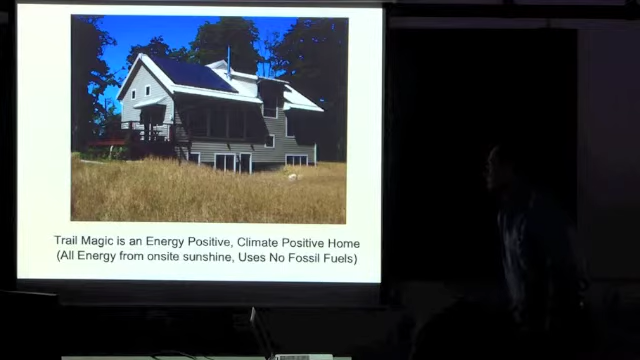 Trail Magic is an Energy Positive, Climate Positive Home
(All Energy from onsite sunshine, Uses No Fossil Fuels)